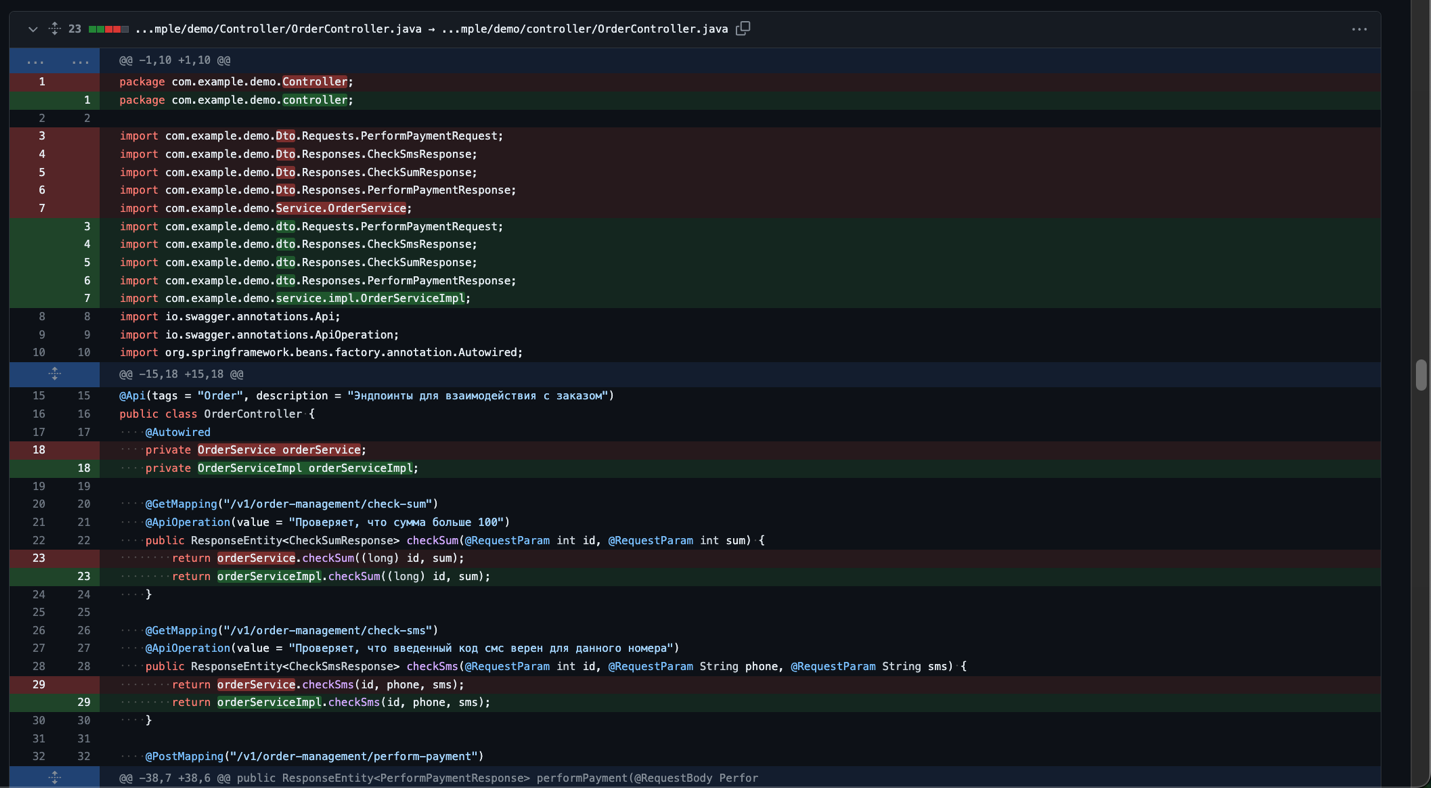 23 ...mple/demo/Controller/OrderController.java → ...mple/demo/controller/OrderController.java ...
... ... @@ -1,10 +1,10 @@
1 package com.example.demo.Controller;
1 package com.example.demo.controller;
2 2
3 import com.example.demo.Dto.Requests.PerformPaymentRequest;
4 import com.example.demo.Dto.Responses.CheckSmsResponse;
5 import com.example.demo.Dto.Responses.CheckSumResponse;
6 import com.example.demo.Dto.Responses.PerformPaymentResponse;
7 import com.example.demo.Service.OrderService;
3 import com.example.demo.dto.Requests.PerformPaymentRequest;
4 import com.example.demo.dto.Responses.CheckSmsResponse;
5 import com.example.demo.dto.Responses.CheckSumResponse;
6 import com.example.demo.dto.Responses.PerformPaymentResponse;
7 import com.example.demo.service.impl.OrderServiceImpl;
8 8 import io.swagger.annotations.Api;
9 9 import io.swagger.annotations.ApiOperation;
10 10 import org.springframework.beans.factory.annotation.Autowired;
@@ -15,18 +15,18 @@
15 15 @Api(tags = "Order", description = "Эндпоинты для взаимодействия с заказом")
16 16 public class OrderController {
17 17 @Autowired
18 private OrderService orderService;
18 private OrderServiceImpl orderServiceImpl;
19 19
20 20 @GetMapping("/v1/order-management/check-sum")
21 21 @ApiOperation(value = "Проверяет, что сумма больше 100")
22 22 public ResponseEntity<CheckSumResponse> checkSum(@RequestParam int id, @RequestParam int sum) {
23 return orderService.checkSum((long) id, sum);
23 return orderServiceImpl.checkSum((long) id, sum);
24 24 }
25 25
26 26 @GetMapping("/v1/order-management/check-sms")
27 27 @ApiOperation(value = "Проверяет, что введенный код смс верен для данного номера")
28 28 public ResponseEntity<CheckSmsResponse> checkSms(@RequestParam int id, @RequestParam String phone, @RequestParam String sms) {
29 return orderService.checkSms(id, phone, sms);
29 return orderServiceImpl.checkSms(id, phone, sms);
30 30 }
31 31
32 32 @PostMapping("/v1/order-management/perform-payment")
@@ -38,7 +38,6 @@ public ResponseEntity<PerformPaymentResponse> performPayment(@RequestBody Perfor